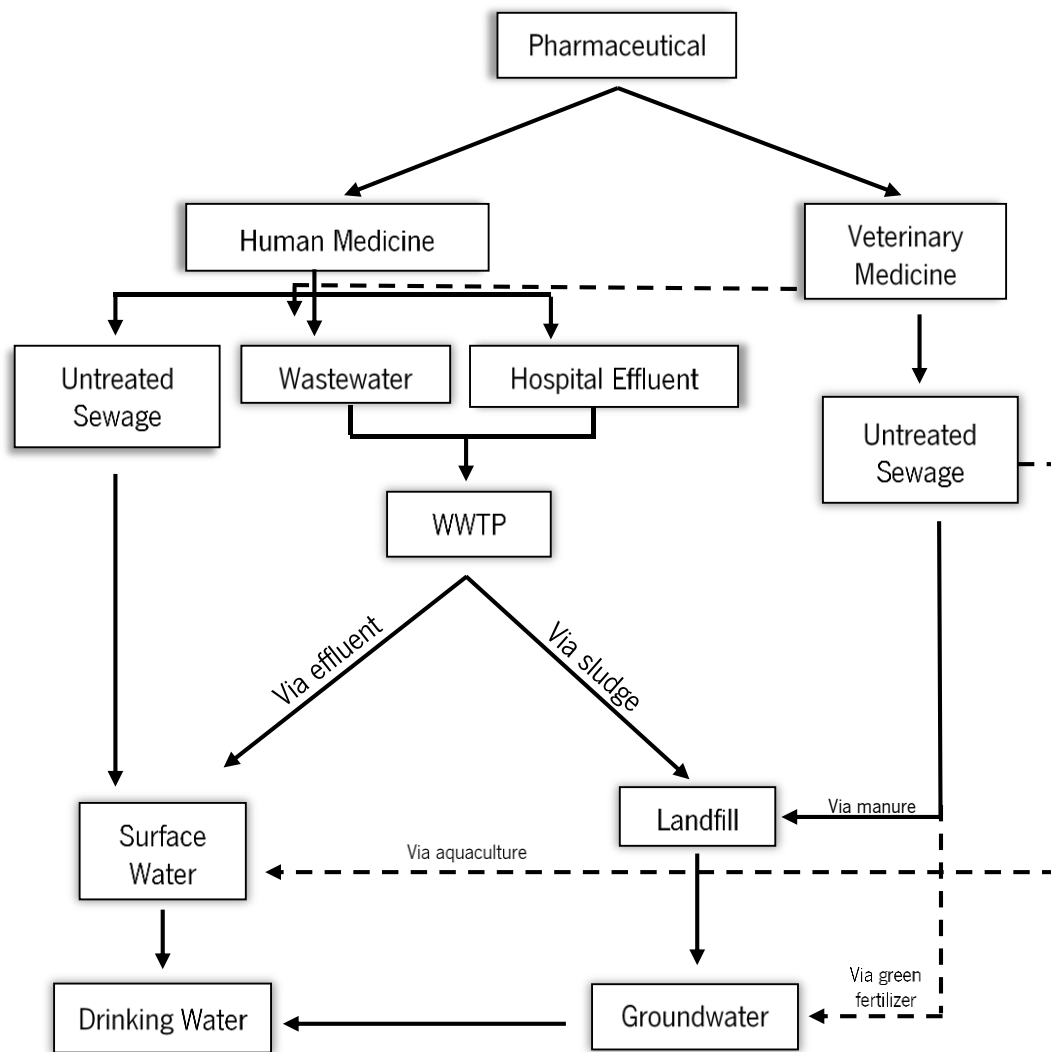 Pharmaceutical
Human Medicine
Veterinary
Medicine
Untreated
Sewage
Wastewater
Hospital Effluent
Untreated
Sewage
WWTP
Via effluent
Via sludge
Surface
Water
Landfill
Via manure
Via aquaculture
Via green
fertilizer
Drinking Water
Groundwater